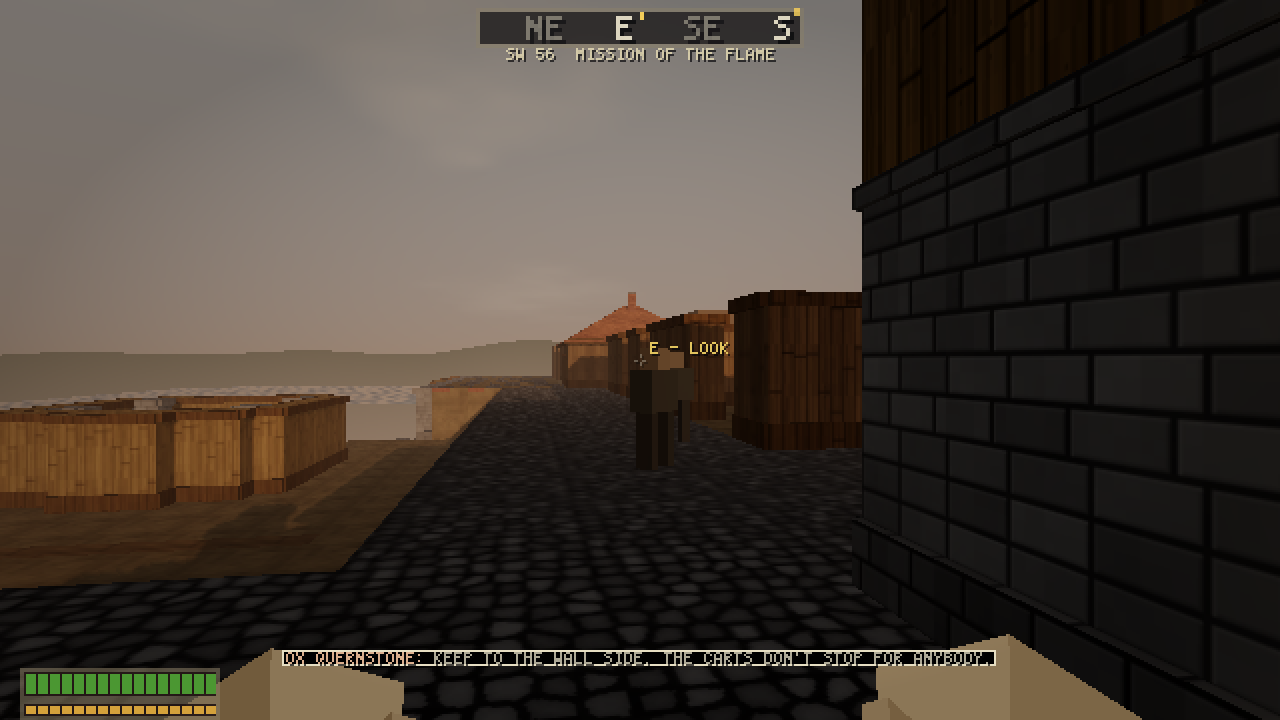 NE E SE S
SW 56 MISSION OF THE FLAME
E - LOOK
OX QUERNSTONE: KEEP TO THE WALL SIDE. THE CARTS DON'T STOP FOR ANYBODY.